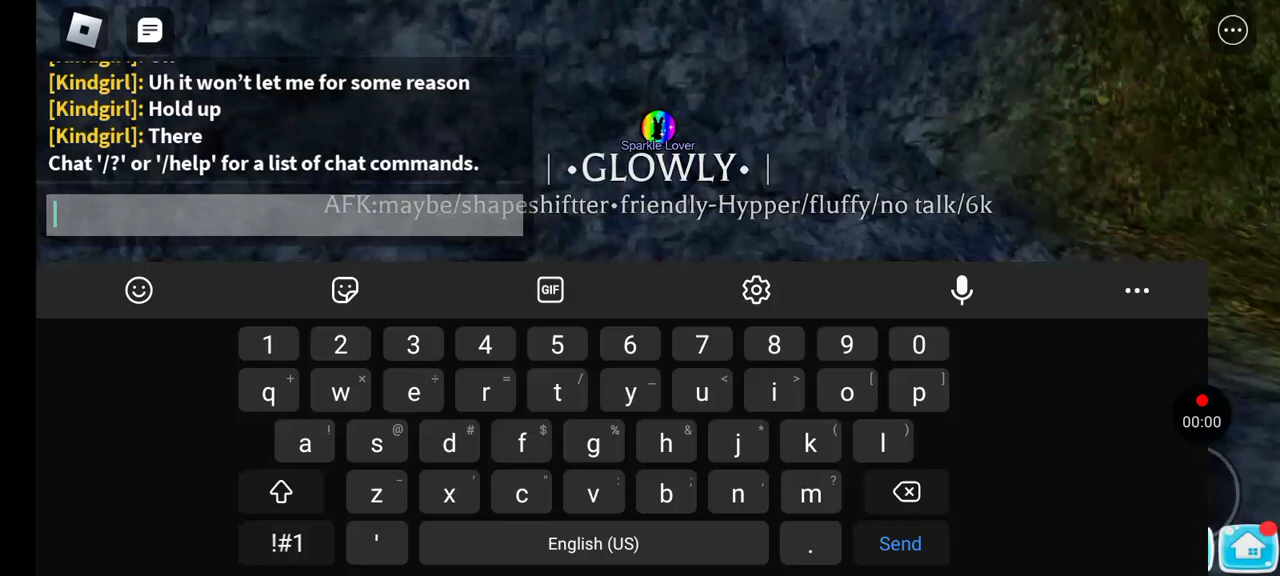 [Kindgirl]: Uh it won’t let me for some reason
[Kindgirl]: Hold up
[Kindgirl]: There
Chat '/?' or '/help' for a list of chat commands.
Sparkle Lover
| •GLOWLY• |
AFK:maybe/shapeshiftter•friendly-Hypper/fluffy/no talk/6k
GIF
1 2 3 4 5 6 7 8 9 0
q + w × e ÷ r = t / y _ u < i > o [ p ]
a ! s @ d # f $ g % h & j * k ( l )
z - x ' c " v : b ; n , m ?
!#1 ' English (US) . Send
00:00